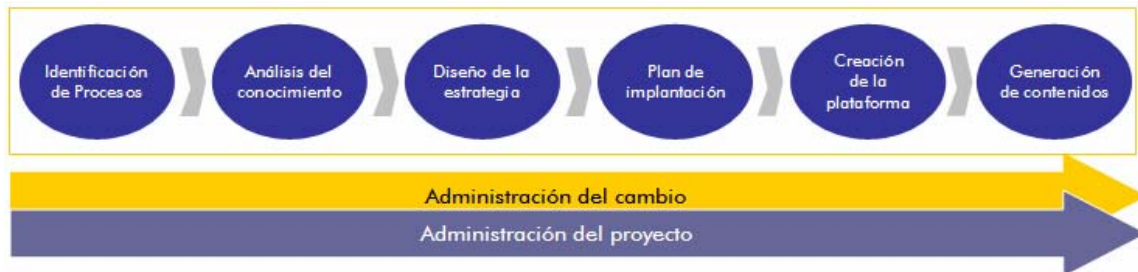 Identificación
de Procesos
Análisis del
conocimiento
Diseño de la
estrategia
Plan de
implantación
Creación
de la
plataforma
Generación
de contenidos
Administración del cambio
Administración del proyecto